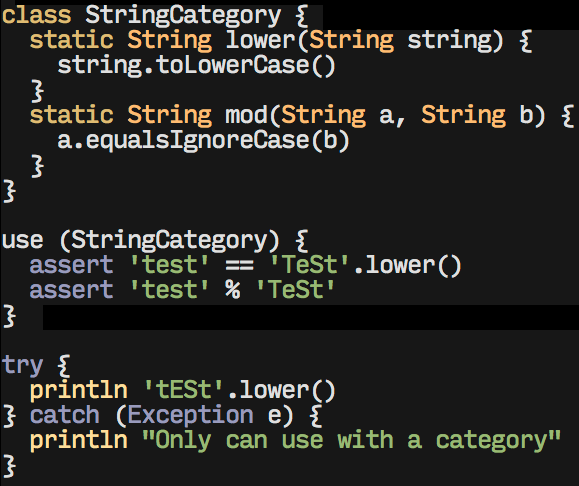 class StringCategory {
  static String lower(String string) {
    string.toLowerCase()
  }
  static String mod(String a, String b) {
    a.equalsIgnoreCase(b)
  }
}

use (StringCategory) {
  assert 'test' == 'TeSt'.lower()
  assert 'test' % 'TeSt'
}

try {
  println 'tESt'.lower()
} catch (Exception e) {
  println "Only can use with a category"
}